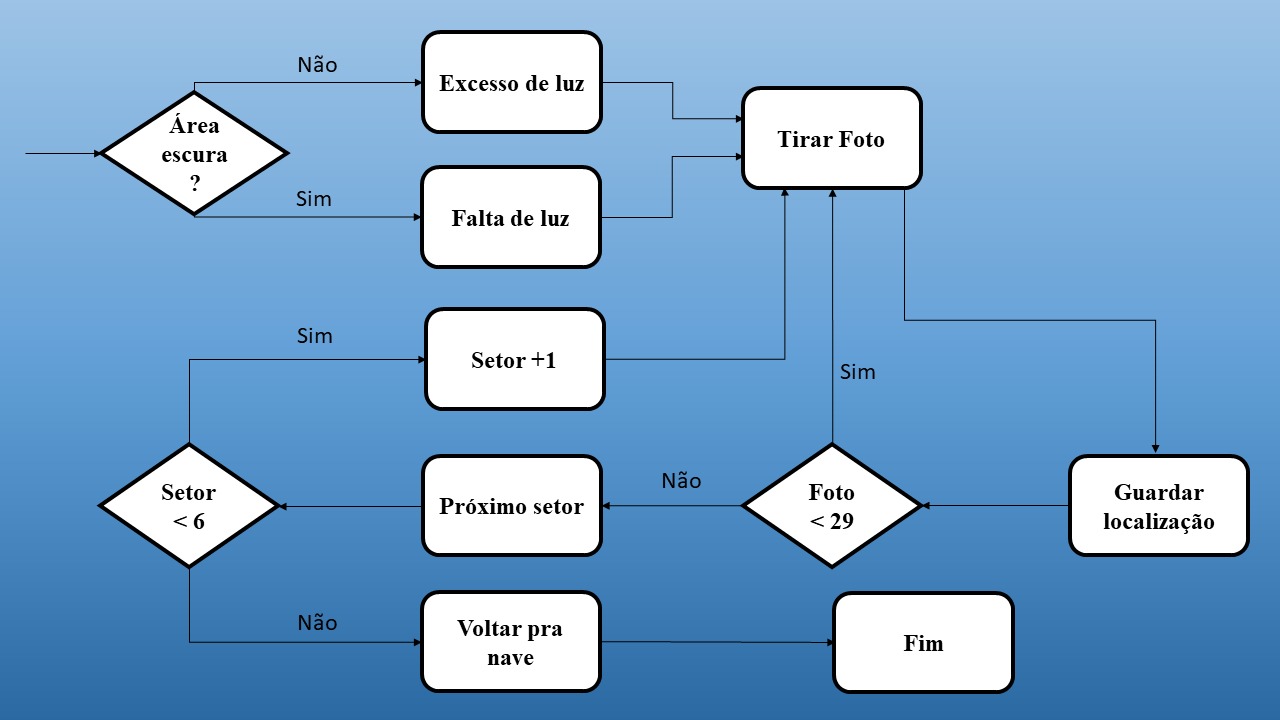 Não
Excesso de luz
Área
escura
?
Tirar Foto
Sim
Falta de luz
Sim
Setor +1
Sim
Setor
< 6
Próximo setor
Não
Foto
< 29
Guardar
localização
Não
Voltar pra
nave
Fim